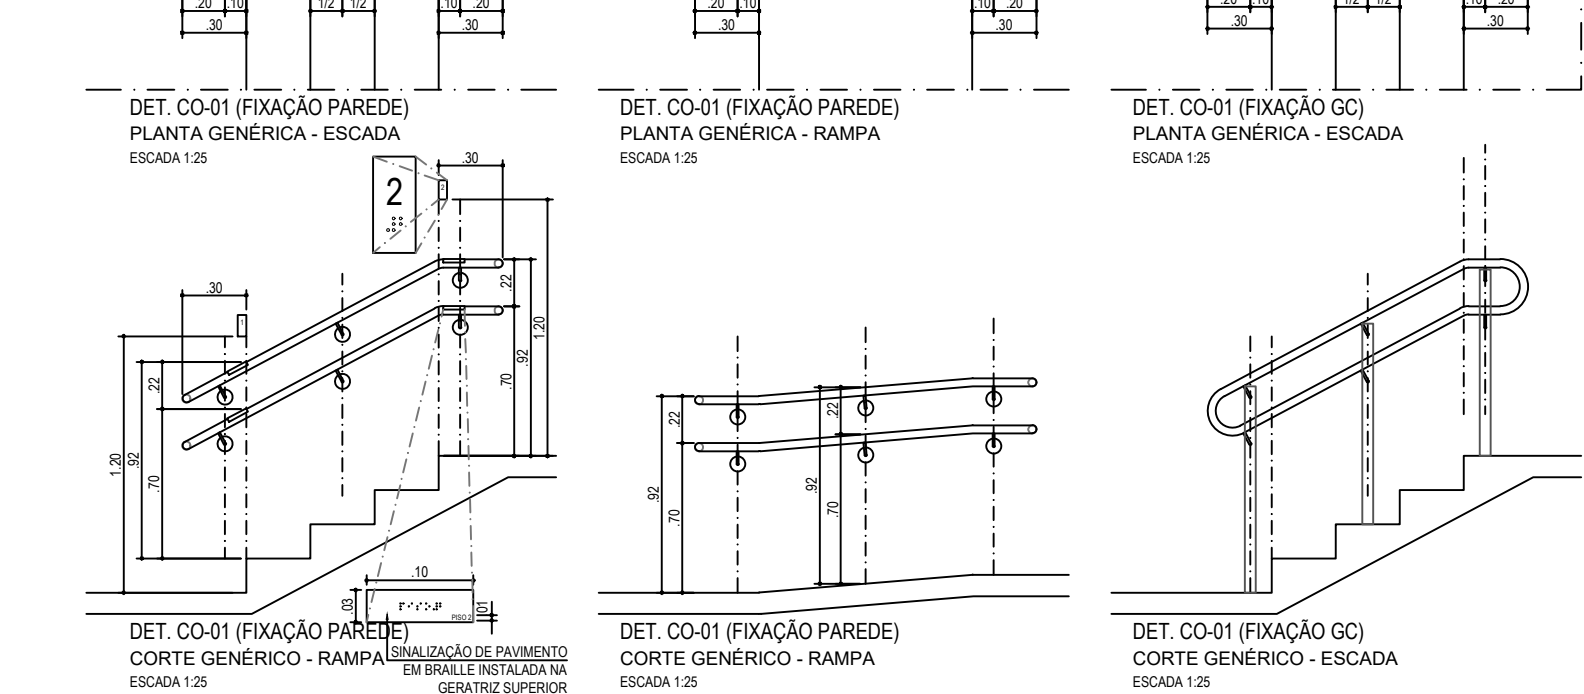 .20 .10
.30
1/2 1/2
.10 .20
.30
.20 .10
.30
.10 .20
.30
.20 .10
.30
1/2 1/2
.10 .20
.30
DET. CO-01 (FIXAÇÃO PAREDE)
PLANTA GENÉRICA - ESCADA
ESCADA 1:25
DET. CO-01 (FIXAÇÃO PAREDE)
PLANTA GENÉRICA - RAMPA
ESCADA 1:25
DET. CO-01 (FIXAÇÃO GC)
PLANTA GENÉRICA - ESCADA
ESCADA 1:25
2
2
.30
.22
1.20
.92
.70
.30
1
.22
1.20
.92
.70
.10
.03
.01
PISO 2
.22
.92
.70
.22
.92
.70
DET. CO-01 (FIXAÇÃO PAREDE)
CORTE GENÉRICO - RAMPA
ESCADA 1:25
SINALIZAÇÃO DE PAVIMENTO
EM BRAILLE INSTALADA NA
GERATRIZ SUPERIOR
DET. CO-01 (FIXAÇÃO PAREDE)
CORTE GENÉRICO - RAMPA
ESCADA 1:25
DET. CO-01 (FIXAÇÃO GC)
CORTE GENÉRICO - ESCADA
ESCADA 1:25